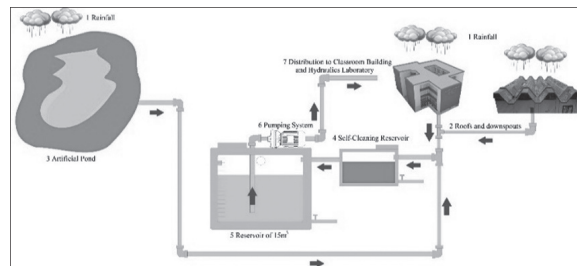 1 Rainfall
1 Rainfall
7 Distribution to Classroom Building
and Hydraulics Laboratory
6 Pumping System
4 Self-Cleaning Reservoir
2 Roofs and downspouts
3 Artificial Pond
5 Reservoir of 15m³